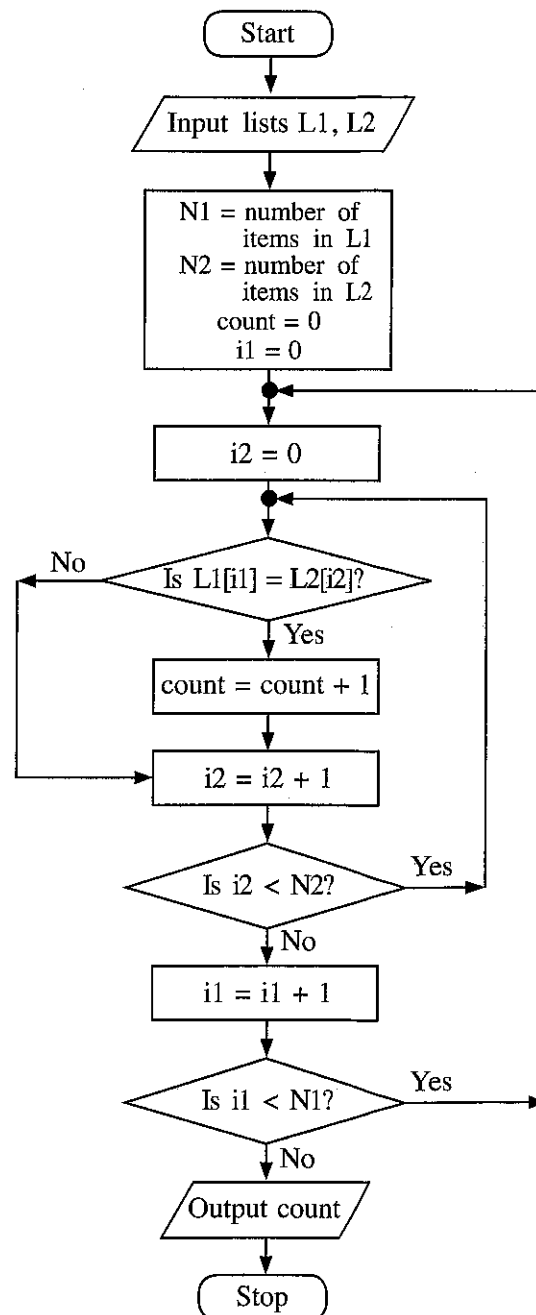 Start
Input lists L1, L2
N1 = number of
items in L1
N2 = number of
items in L2
count = 0
i1 = 0
i2 = 0
No
Is L1[i1] = L2[i2]?
Yes
count = count + 1
i2 = i2 + 1
Is i2 < N2?
Yes
No
i1 = i1 + 1
Is i1 < N1?
Yes
No
Output count
Stop